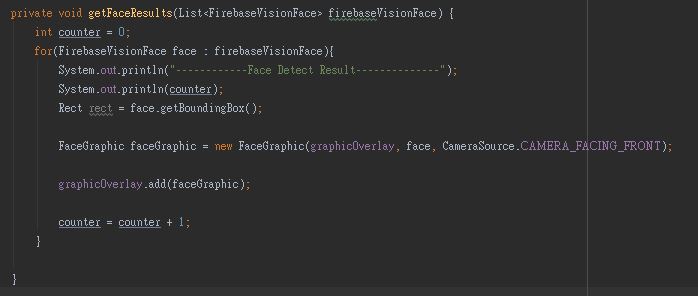 private void getFaceResults(List<FirebaseVisionFace> firebaseVisionFace) {
int counter = 0;
for(FirebaseVisionFace face : firebaseVisionFace){
System.out.println("------------Face Detect Result--------------");
System.out.println(counter);
Rect rect = face.getBoundingBox();
FaceGraphic faceGraphic = new FaceGraphic(graphicOverlay, face, CameraSource.CAMERA_FACING_FRONT);
graphicOverlay.add(faceGraphic);
counter = counter + 1;
}
}